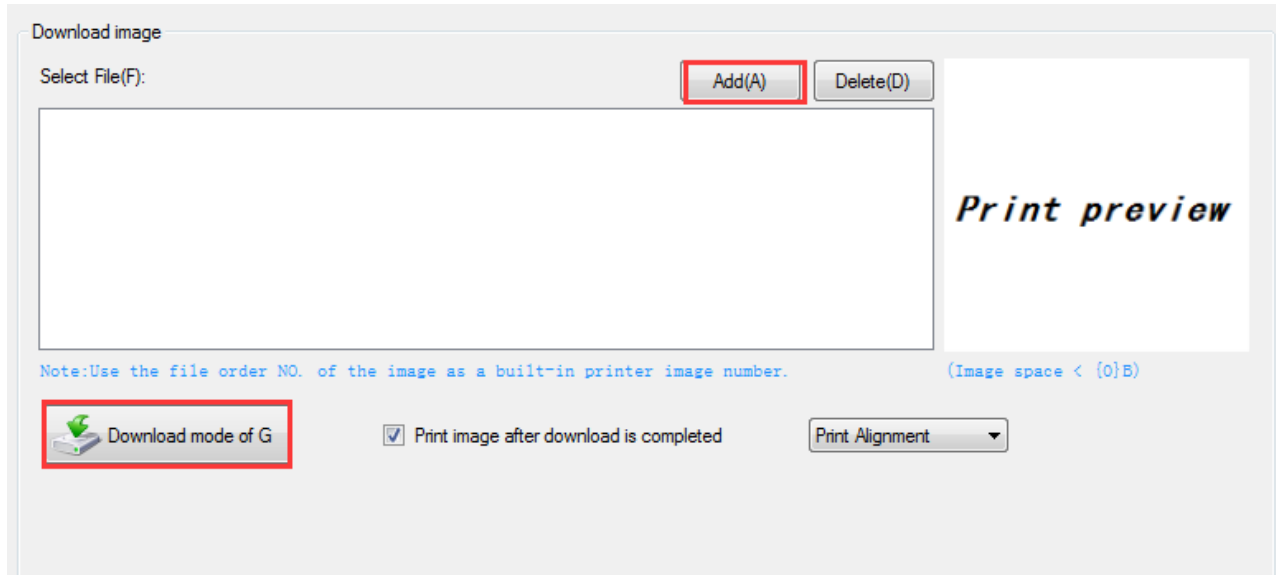 Download image
Select File(F):
Add(A)
Delete(D)
Print preview
Note:Use the file order NO. of the image as a built-in printer image number.
(Image space < {0}B)
Download mode of G
Print image after download is completed
Print Alignment